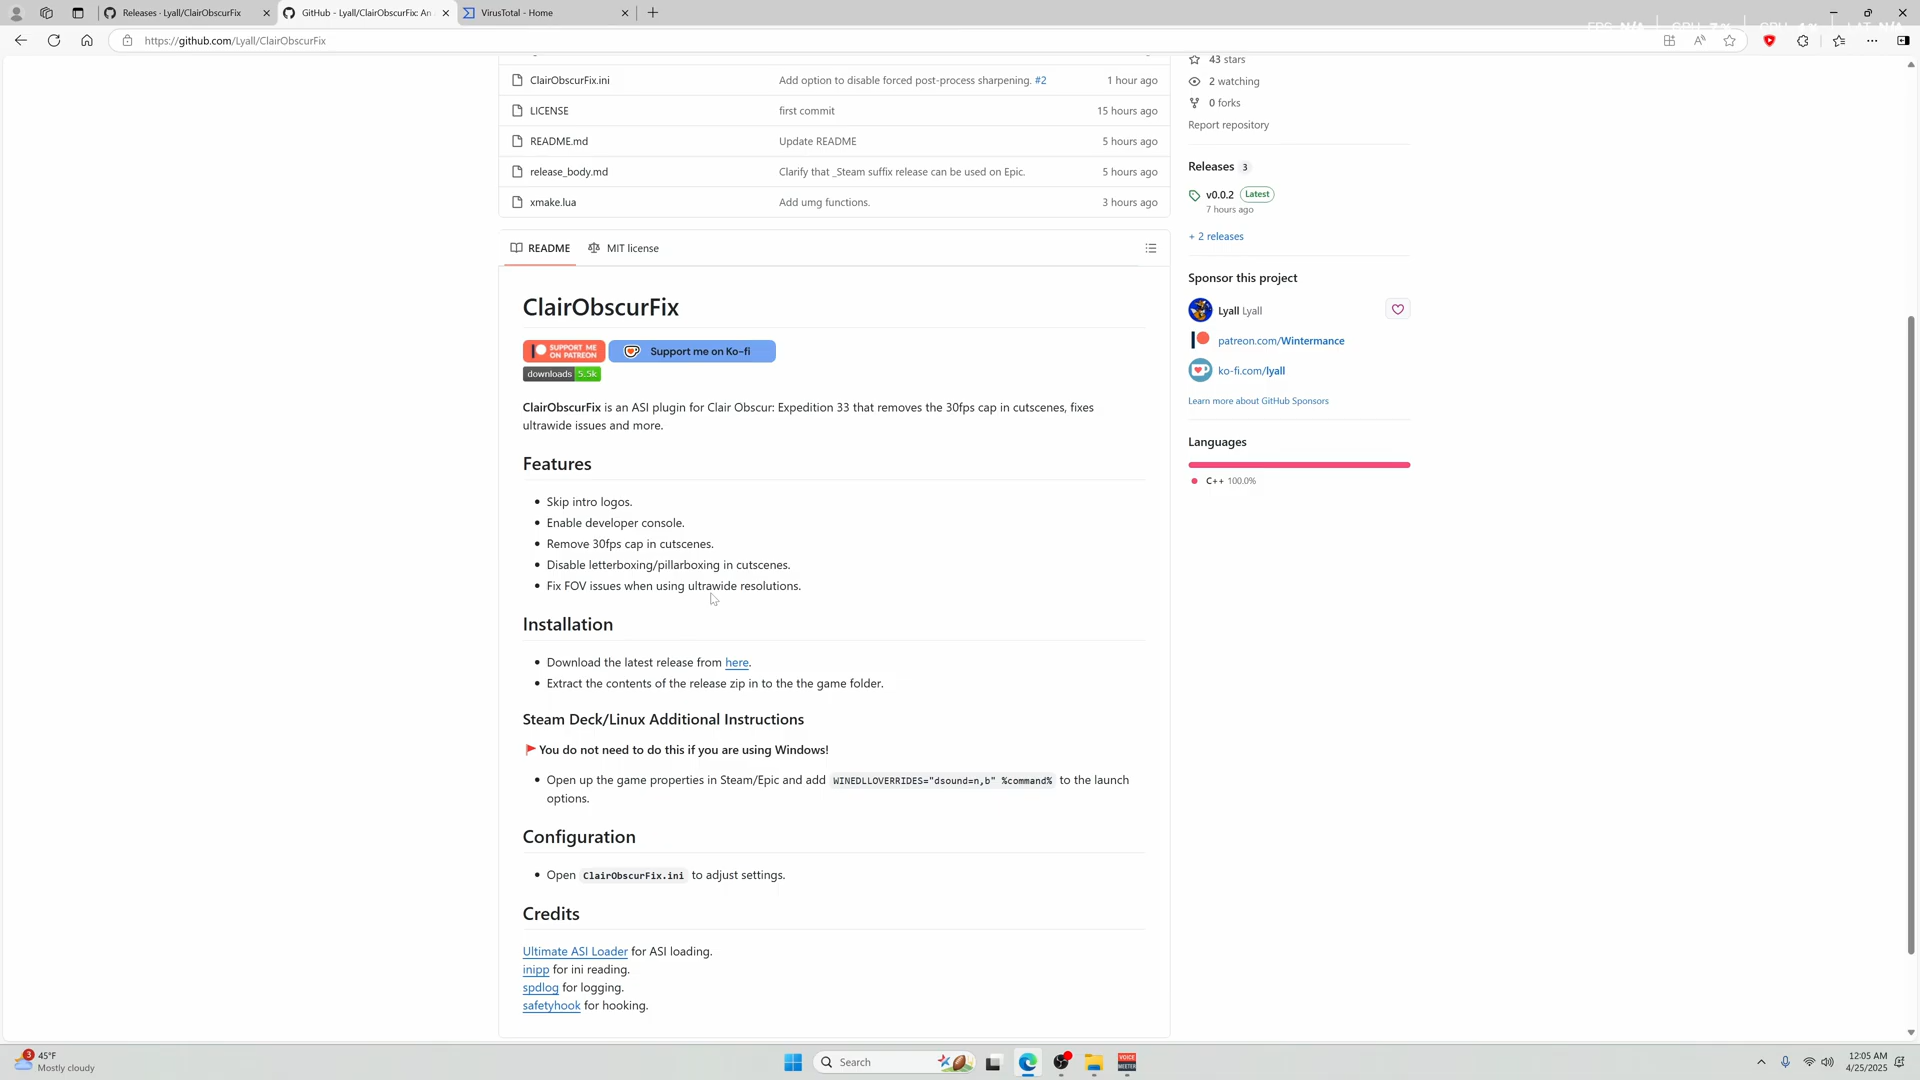 Releases · Lyall/ClairObscurFix
GitHub - Lyall/ClairObscurFix: An
VirusTotal - Home
https://github.com/Lyall/ClairObscurFix
ClairObscurFix.ini
Add option to disable forced post-process sharpening. #2
1 hour ago
LICENSE
first commit
15 hours ago
README.md
Update README
5 hours ago
release_body.md
Clarify that _Steam suffix release can be used on Epic.
5 hours ago
xmake.lua
Add umg functions.
3 hours ago
README
MIT license
ClairObscurFix
SUPPORT ME
ON PATREON
Support me on Ko-fi
downloads 5.5k
ClairObscurFix is an ASI plugin for Clair Obscur: Expedition 33 that removes the 30fps cap in cutscenes, fixes
ultrawide issues and more.
Features
Skip intro logos.
Enable developer console.
Remove 30fps cap in cutscenes.
Disable letterboxing/pillarboxing in cutscenes.
Fix FOV issues when using ultrawide resolutions.
Installation
Download the latest release from here.
Extract the contents of the release zip in to the the game folder.
Steam Deck/Linux Additional Instructions
You do not need to do this if you are using Windows!
Open up the game properties in Steam/Epic and add WINEDLLOVERRIDES="dsound=n,b" %command% to the launch
options.
Configuration
Open ClairObscurFix.ini to adjust settings.
Credits
Ultimate ASI Loader for ASI loading.
inipp for ini reading.
spdlog for logging.
safetyhook for hooking.
43 stars
2 watching
0 forks
Report repository
Releases 3
v0.0.2 Latest
7 hours ago
+ 2 releases
Sponsor this project
Lyall Lyall
patreon.com/Wintermance
ko-fi.com/lyall
Learn more about GitHub Sponsors
Languages
C++ 100.0%
3
45°F
Mostly cloudy
Search
VOICE
MEETER
12:05 AM
4/25/2025